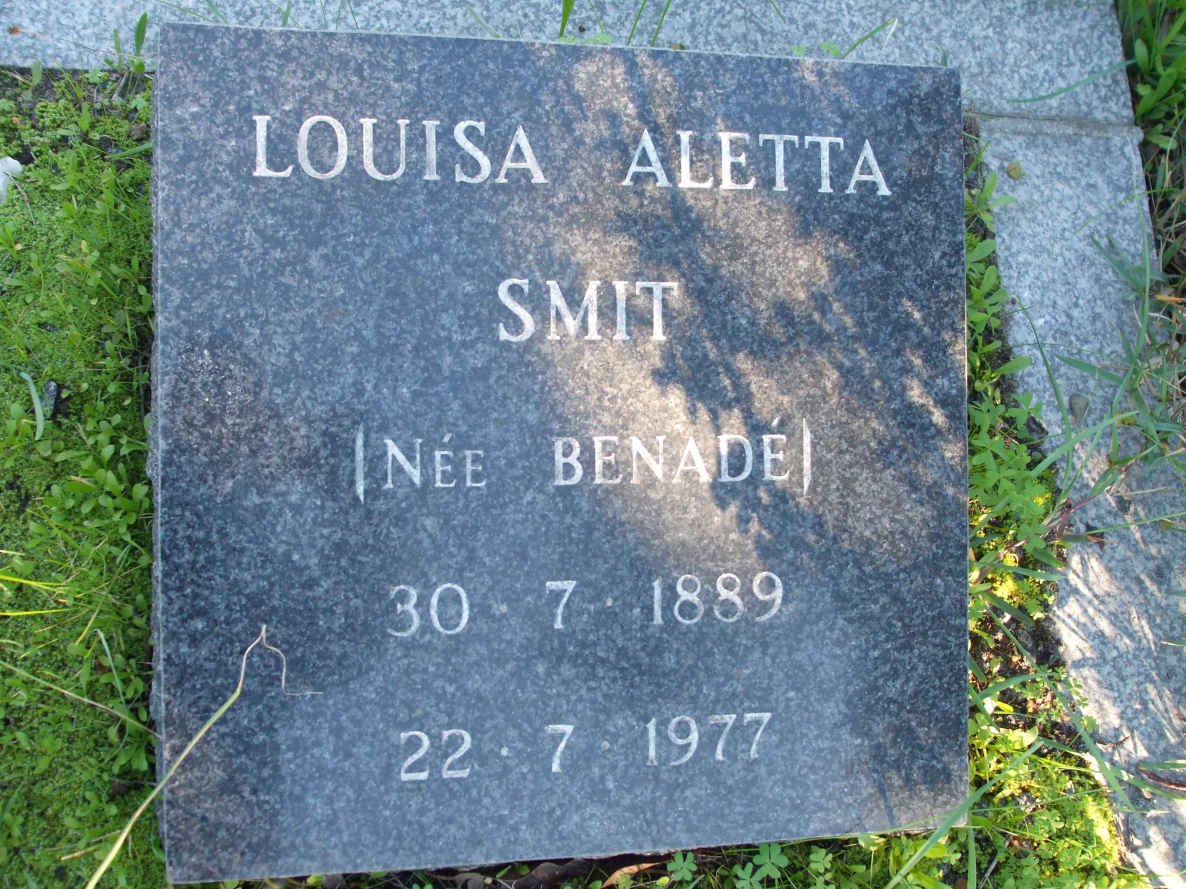 LOUISA ALETTA
SMIT
(NÉE BENADÉ)
30 · 7 · 1889
22 · 7 · 1977